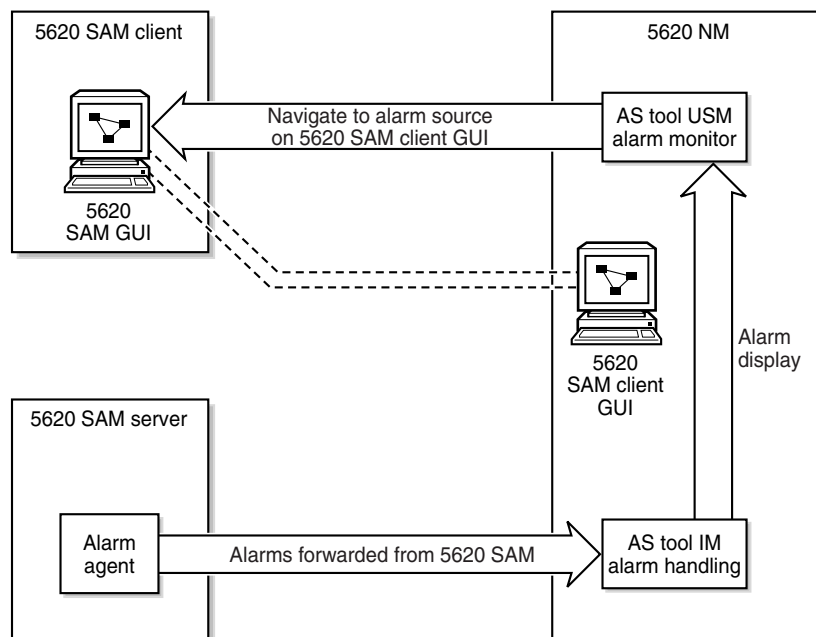 5620 SAM client
5620 NM
Navigate to alarm source
on 5620 SAM client GUI
AS tool USM
alarm monitor
5620
SAM GUI
Alarm
display
5620
SAM client
GUI
5620 SAM server
Alarm
agent
Alarms forwarded from 5620 SAM
AS tool IM
alarm handling